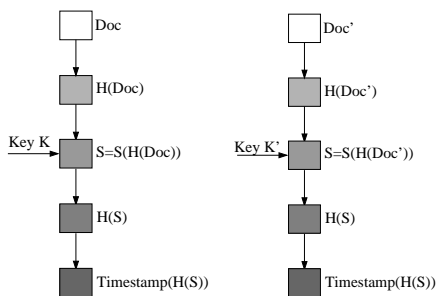 Doc
H(Doc)
Key K
S=S(H(Doc))
H(S)
Timestamp(H(S))
Doc’
H(Doc’)
Key K’
S=S(H(Doc’))
H(S)
Timestamp(H(S))